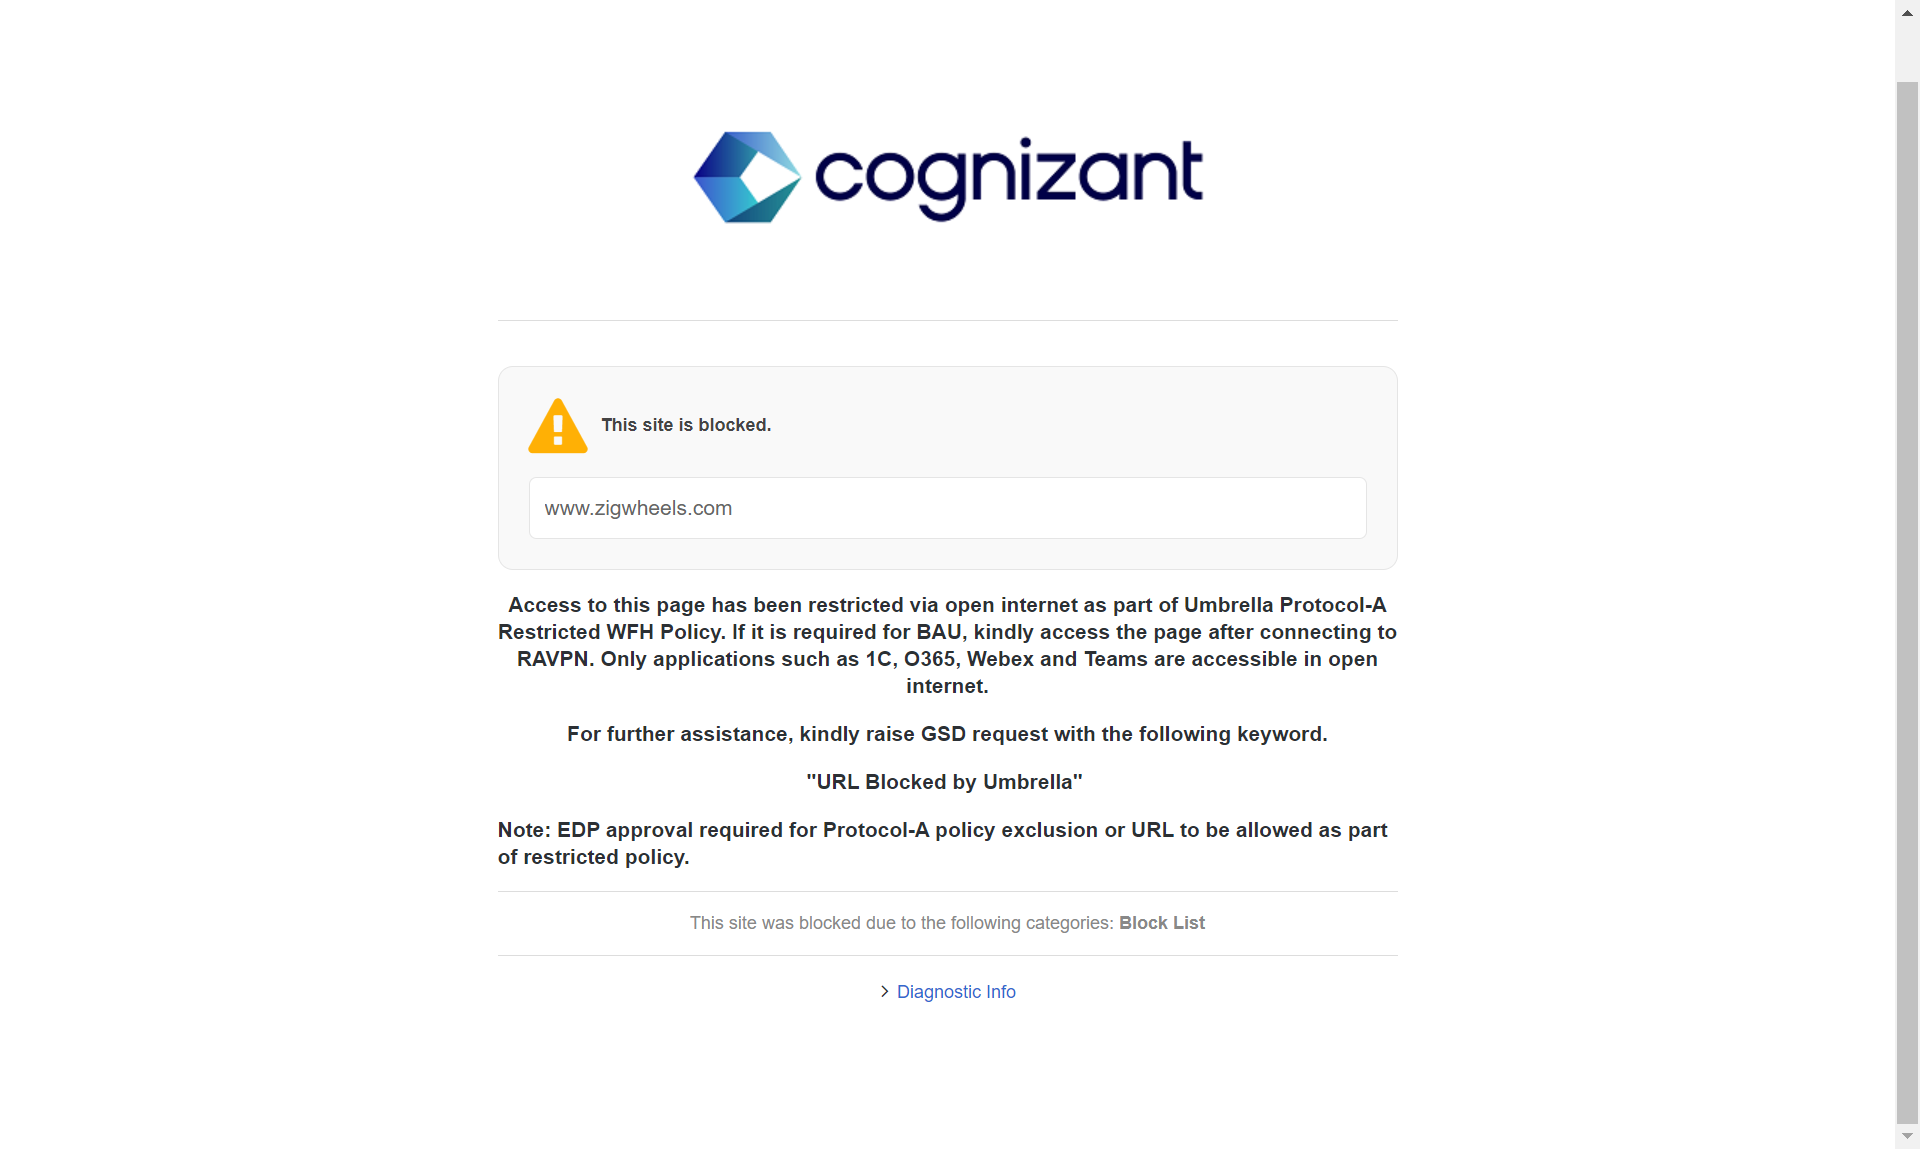 cognizant
This site is blocked.
www.zigwheels.com
Access to this page has been restricted via open internet as part of Umbrella Protocol-A
Restricted WFH Policy. If it is required for BAU, kindly access the page after connecting to
RAVPN. Only applications such as 1C, O365, Webex and Teams are accessible in open
internet.
For further assistance, kindly raise GSD request with the following keyword.
"URL Blocked by Umbrella"
Note: EDP approval required for Protocol-A policy exclusion or URL to be allowed as part
of restricted policy.
This site was blocked due to the following categories: Block List
Diagnostic Info